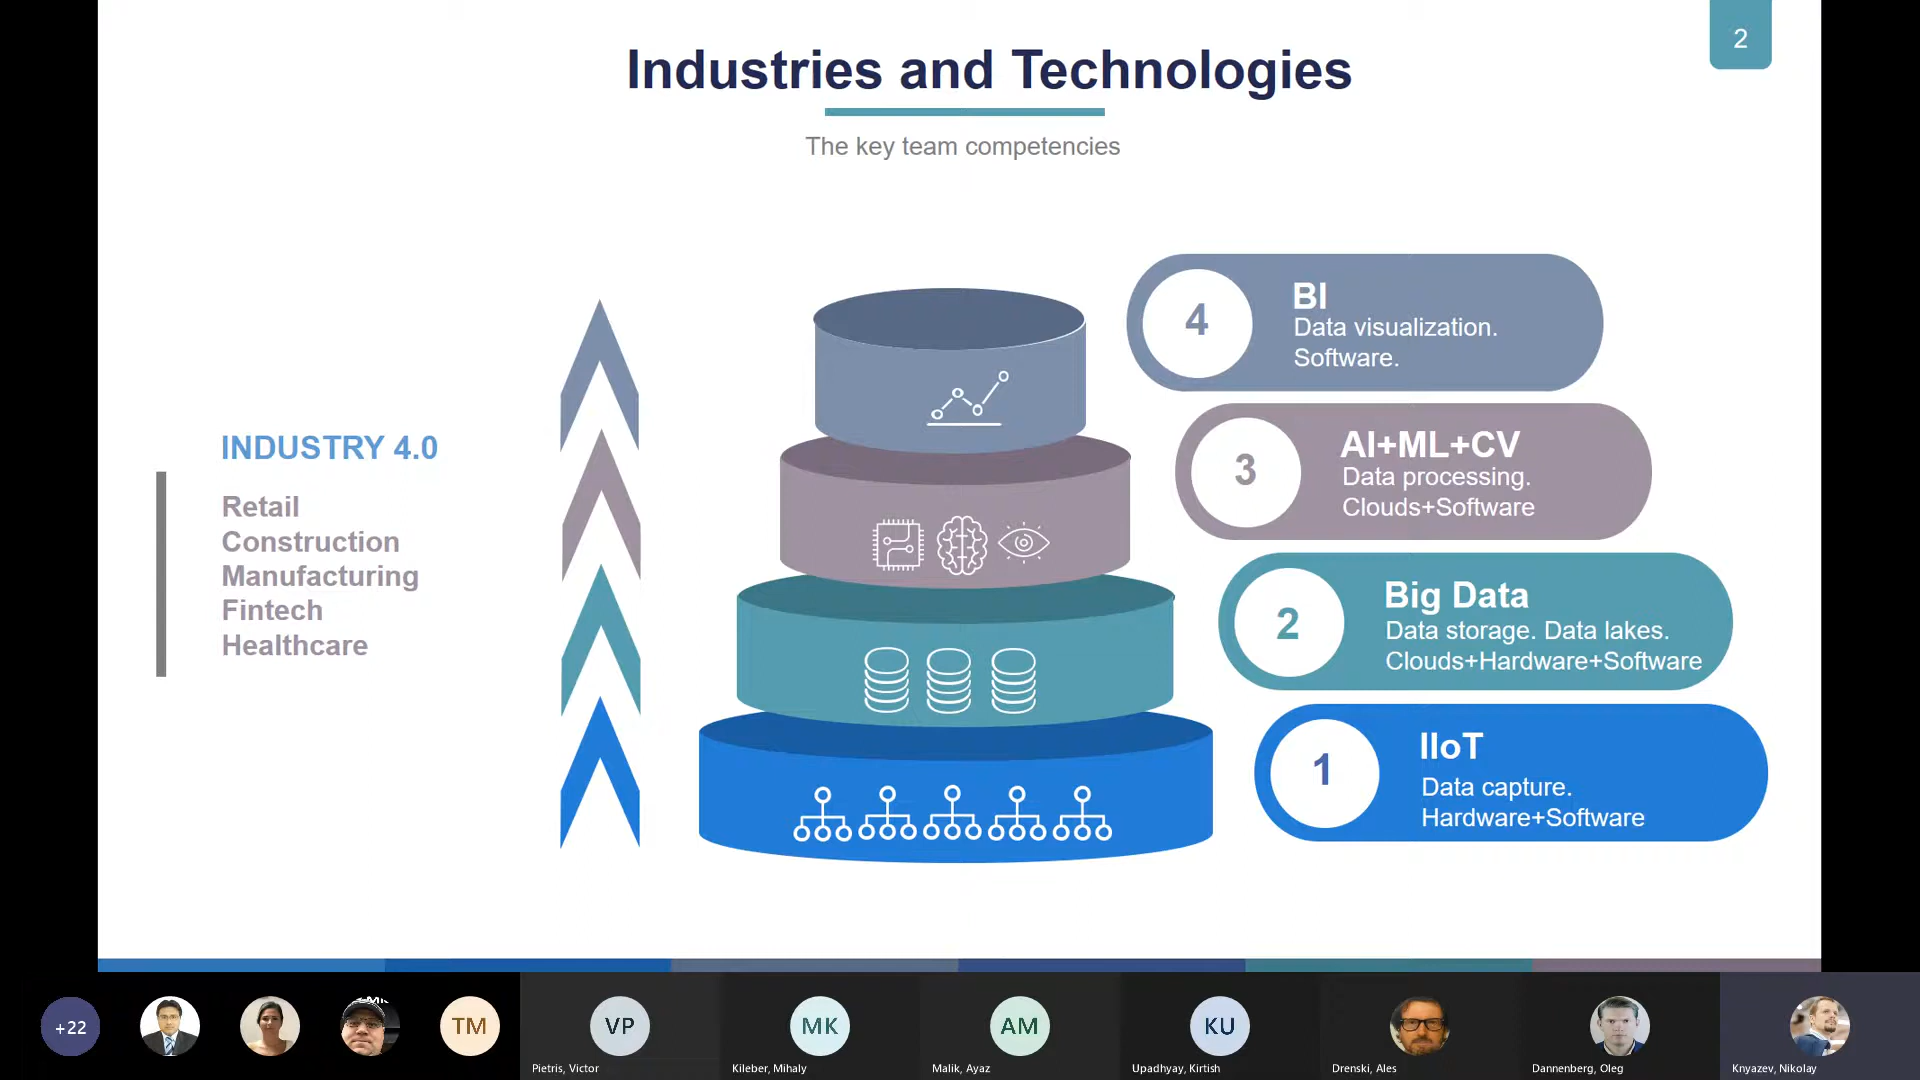 2
Industries and Technologies
The key team competencies
INDUSTRY 4.0
Retail
Construction
Manufacturing
Fintech
Healthcare
4
BI
Data visualization.
Software.
3
AI+ML+CV
Data processing.
Clouds+Software
2
Big Data
Data storage. Data lakes.
Clouds+Hardware+Software
1
IIoT
Data capture.
Hardware+Software
+22
TM
VP
Pietris, Victor
MK
Kileber, Mihaly
AM
Malik, Ayaz
KU
Upadhyay, Kirtish
Drenski, Ales
Dannenberg, Oleg
Knyazev, Nikolay